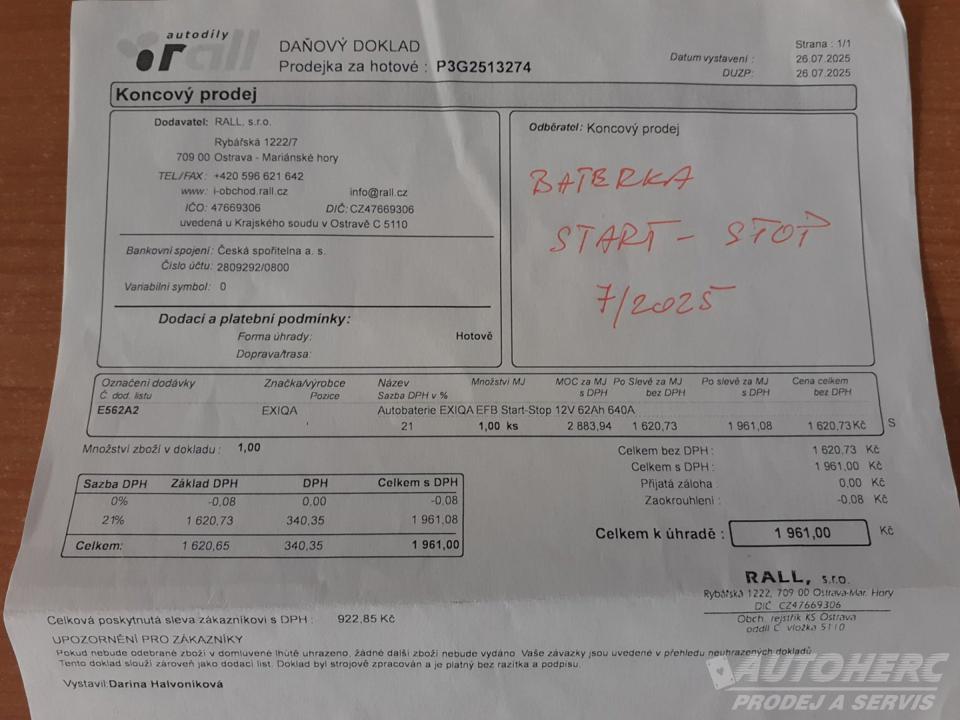 autodíly
rall
DAŇOVÝ DOKLAD
Prodejka za hotové : P3G2513274
Strana : 1/1
Datum vystavení : 26.07.2025
DUZP: 26.07.2025
Koncový prodej
Dodavatel: RALL, s.r.o.
Rybářská 1222/7
709 00 Ostrava - Mariánské hory
TEL/FAX: +420 596 621 642
www: i-obchod.rall.cz info@rall.cz
IČO: 47669306 DIČ: CZ47669306
uvedená u Krajského soudu v Ostravě C 5110
Bankovní spojení: Česká spořitelna a. s.
Číslo účtu: 2809292/0800
Variabilní symbol: 0
Dodací a platební podmínky:
Forma úhrady: Hotově
Doprava/trasa:
Odběratel: Koncový prodej
BATERKA
START - STOP
7/2025
Označení dodávky Značka/výrobce Název Množství MJ MOC za MJ Po Slevě za MJ Po slevě za MJ Cena celkem
Č. dod. listu Pozice Sazba DPH v % s DPH bez DPH s DPH bez DPH
E562A2 EXIQA Autobaterie EXIQA EFB Start-Stop 12V 62Ah 640A
21 1,00 ks 2 883,94 1 620,73 1 961,08 1 620,73 Kč S
Množství zboží v dokladu : 1,00
Celkem bez DPH : 1 620,73 Kč
Celkem s DPH : 1 961,00 Kč
Přijatá záloha : 0,00 Kč
Zaokrouhlení : -0,08 Kč
Sazba DPH Základ DPH DPH Celkem s DPH
0% -0,08 0,00 -0,08
21% 1 620,73 340,35 1 961,08
Celkem: 1 620,65 340,35 1 961,00
Celkem k úhradě : 1 961,00 Kč
RALL, s.r.o.
Rybářská 1222, 709 00 Ostrava-Mar. Hory
DIČ CZ47669306
Obch. rejstřík KS Ostrava
oddíl C, vložka 5110
Celková poskytnutá sleva zákazníkovi s DPH : 922,85 Kč
UPOZORNĚNÍ PRO ZÁKAZNÍKY
Pokud nebude odebrané zboží v domluvené lhůtě uhrazeno, žádné další zboží nebude vydáno. Vaše závazky jsou uvedené v přehledu neuhrazených dokladů
Tento doklad slouží zároveň jako dodací list. Doklad byl strojově zpracován a je platný bez razítka a podpisu.
Vystavil: Darina Halvoníková
AUTOHERC
PRODEJ A SERVIS